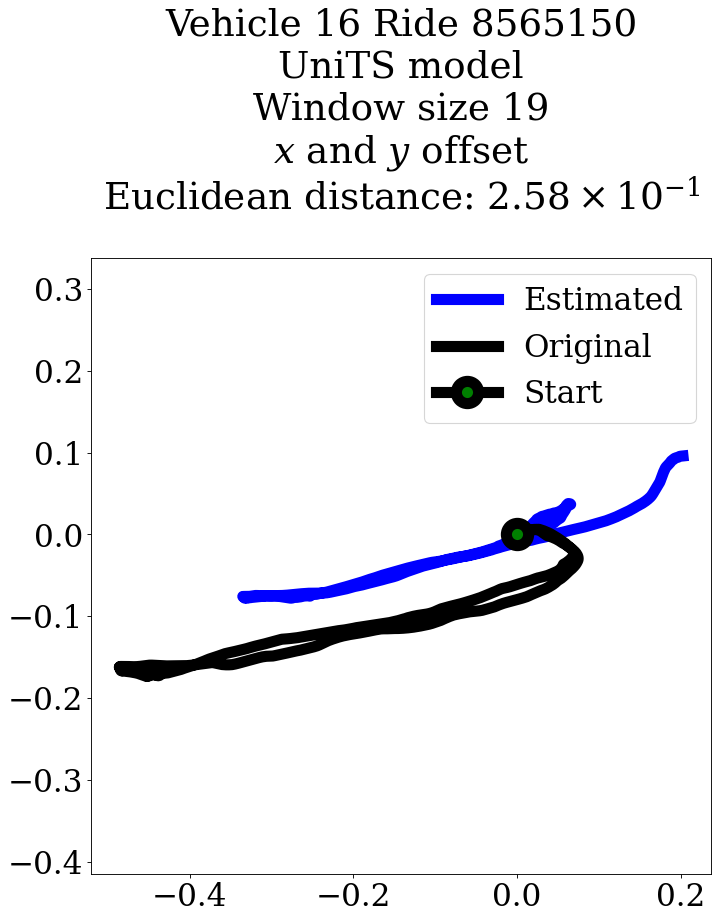 Vehicle 16 Ride 8565150
UniTS model
Window size 19
x and y offset
Euclidean distance: 2.58 × 10⁻¹
Estimated
Original
Start
0.3
0.2
0.1
0.0
−0.1
−0.2
−0.3
−0.4
−0.4
−0.2
0.0
0.2